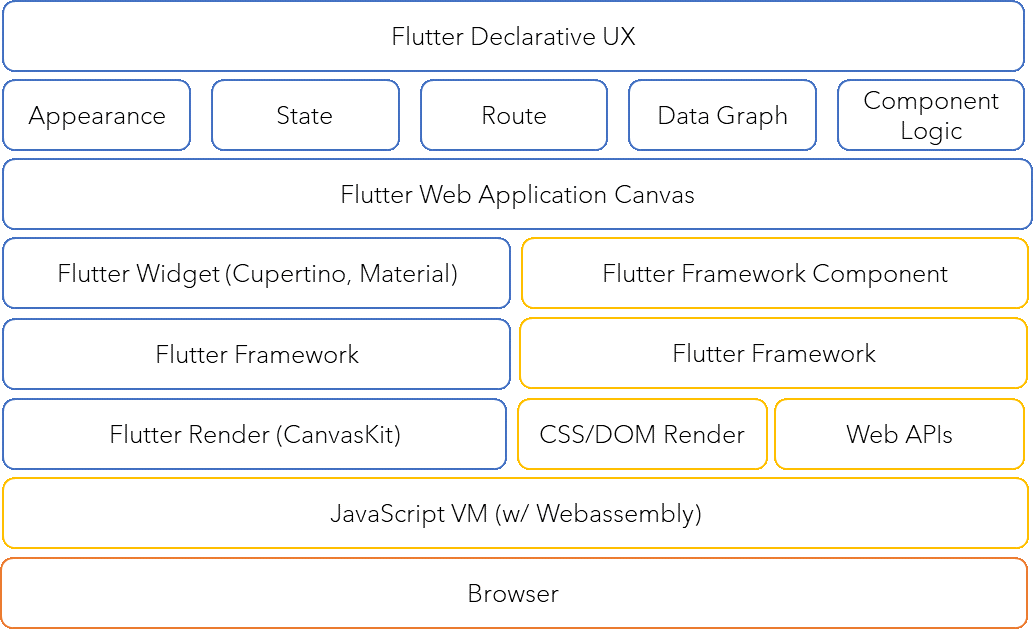 Flutter Declarative UX
Appearance
State
Route
Data Graph
Component
Logic
Flutter Web Application Canvas
Flutter Widget (Cupertino, Material)
Flutter Framework Component
Flutter Framework
Flutter Framework
Flutter Render (CanvasKit)
CSS/DOM Render
Web APIs
JavaScript VM (w/ Webassembly)
Browser